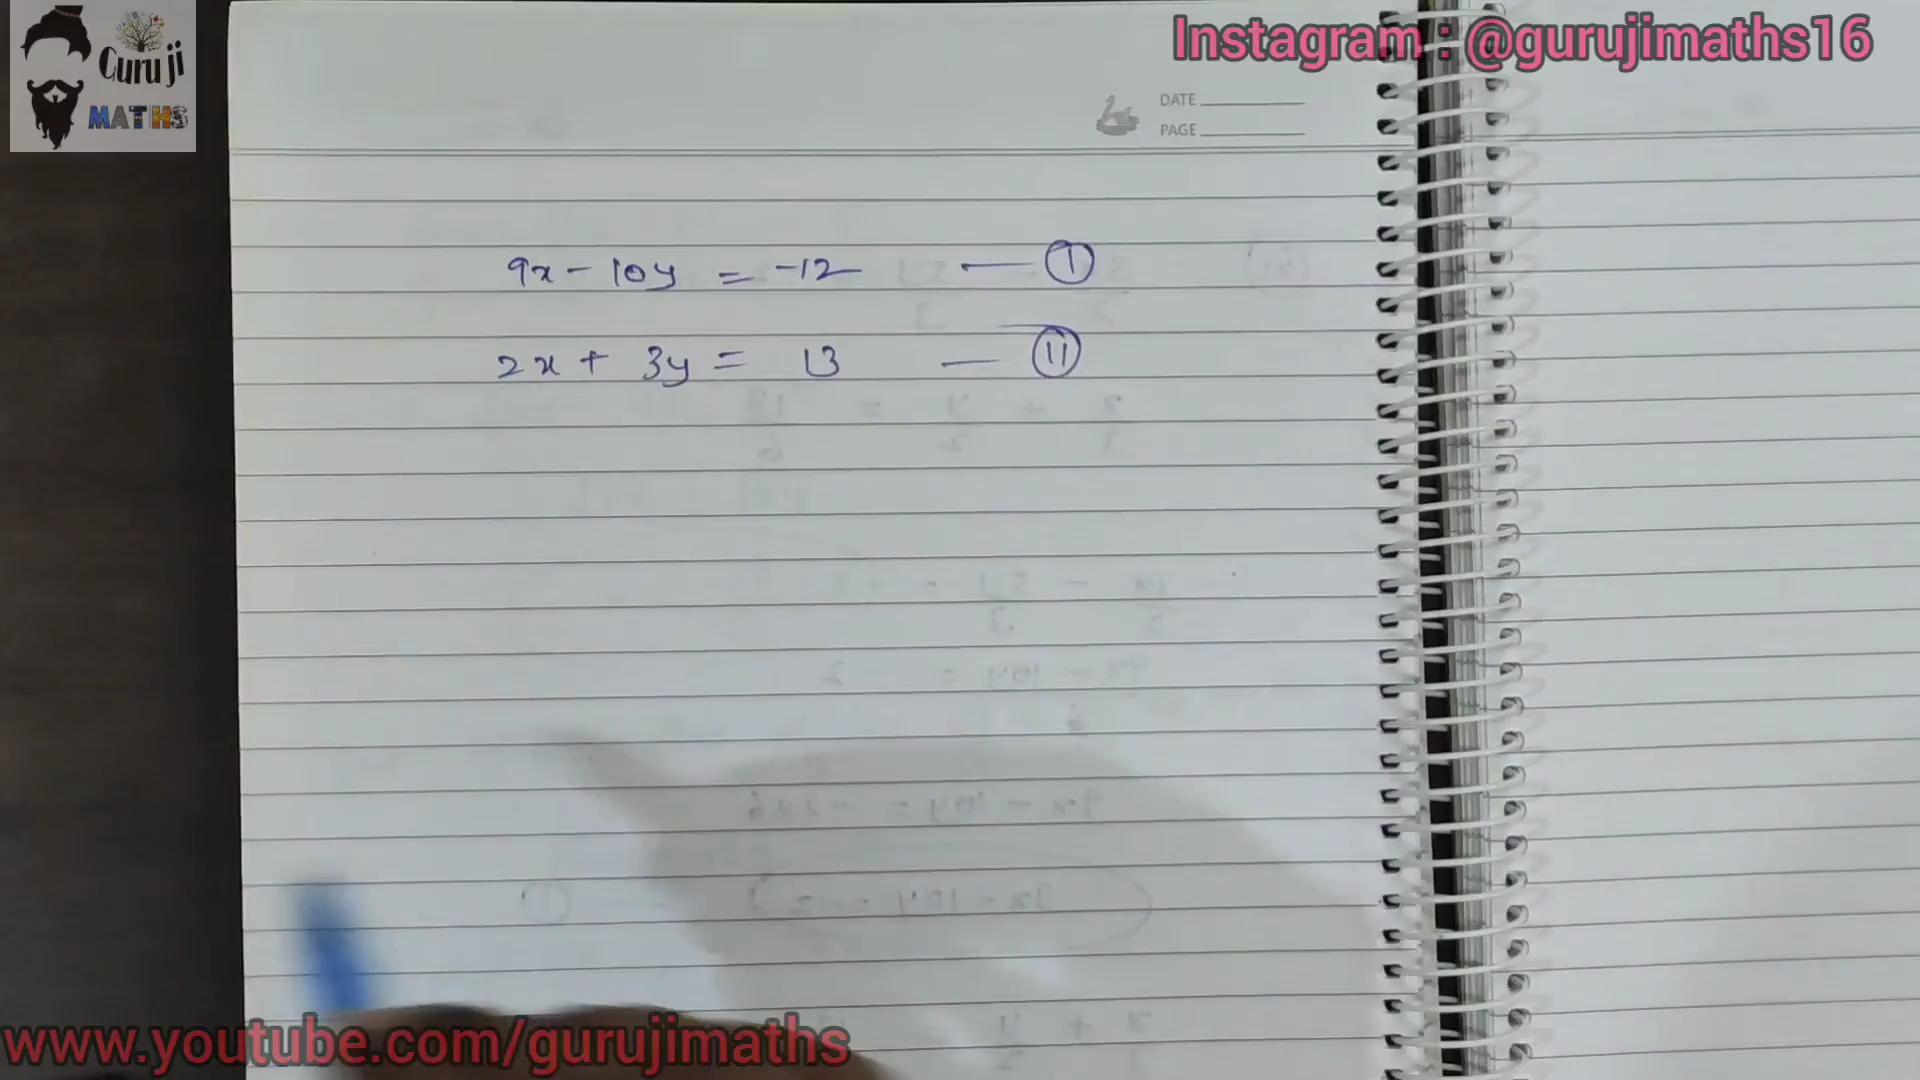 Guru ji
MATHS
Instagram : @gurujimaths16
DATE
PAGE
9x - 10y = -12 — I
2x + 3y = 13 — II
www.youtube.com/gurujimaths